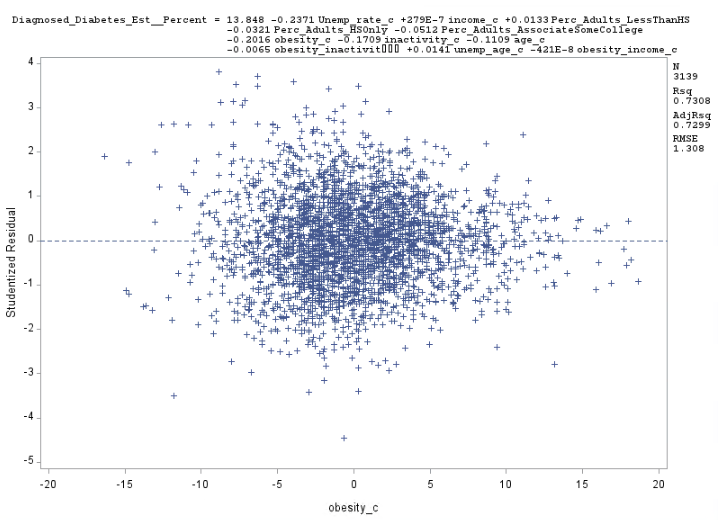 Diagnosed_Diabetes_Est__Percent = 13.848 -0.2371 Unemp_rate_c +279E-7 income_c +0.0133 Perc_Adults_LessThanHS
-0.0321 Perc_Adults_HSOnly -0.0512 Perc_Adults_AssociateSomeCollege
-0.2016 obesity_c -0.1709 inactivity_c -0.1109 age_c
-0.0065 obesity_inactivit▯▯▯ +0.0141 unemp_age_c -421E-8 obesity_income_c
N
3139
Rsq
0.7308
AdjRsq
0.7299
RMSE
1.308
Studentized Residual
4
3
2
1
0
-1
-2
-3
-4
-5
-20 -15 -10 -5 0 5 10 15 20
obesity_c